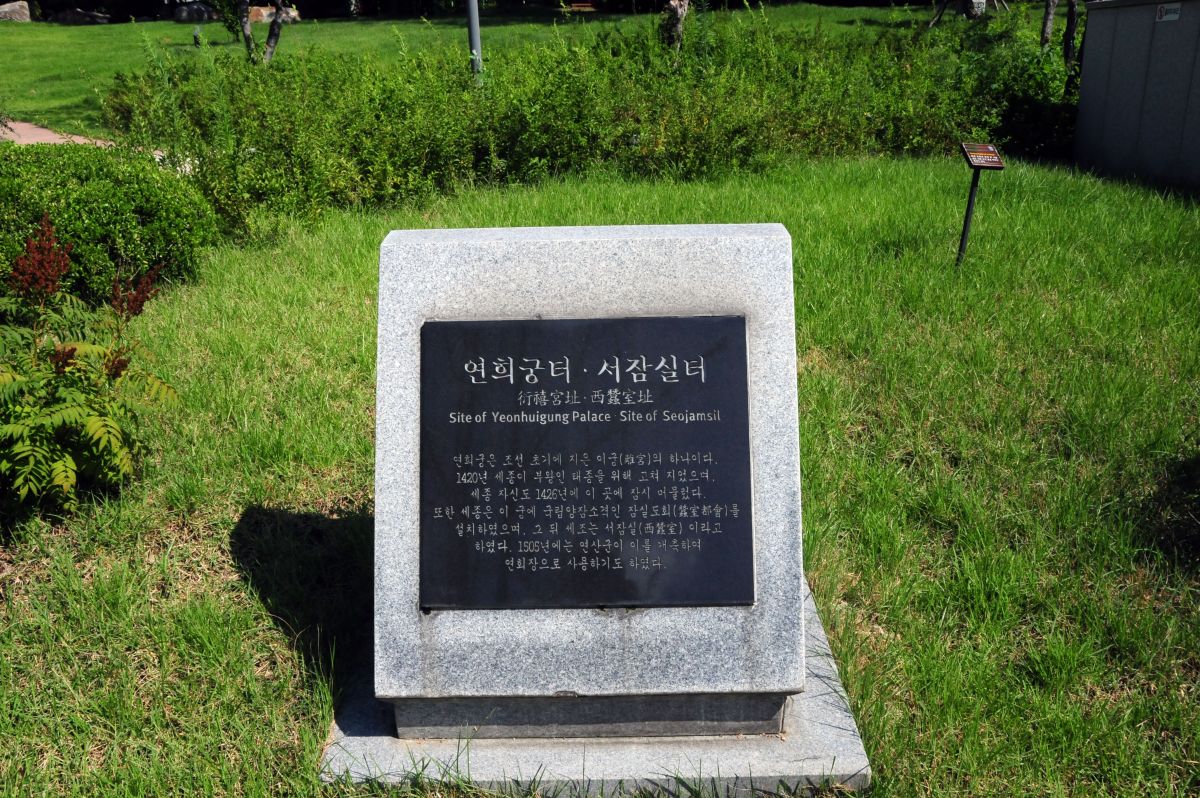 연희궁터 · 서잠실터
衍禧宮址 · 西蠶室址
Site of Yeonhuigung Palace · Site of Seojamsil
연희궁은 조선 초기에 지은 이궁(離宮)의 하나이다.
1420년 세종이 부왕인 태종을 위해 고쳐 지었으며,
세종 자신도 1426년에 이 곳에 잠시 머물렀다.
또한 세종은 이 궁에 국립양잠소격인 잠실도회(蠶室都會)를
설치하였으며, 그 뒤 세조는 서잠실(西蠶室) 이라고
하였다. 1505년에는 연산군이 이를 개축하여
연회장으로 사용하기도 하였다.